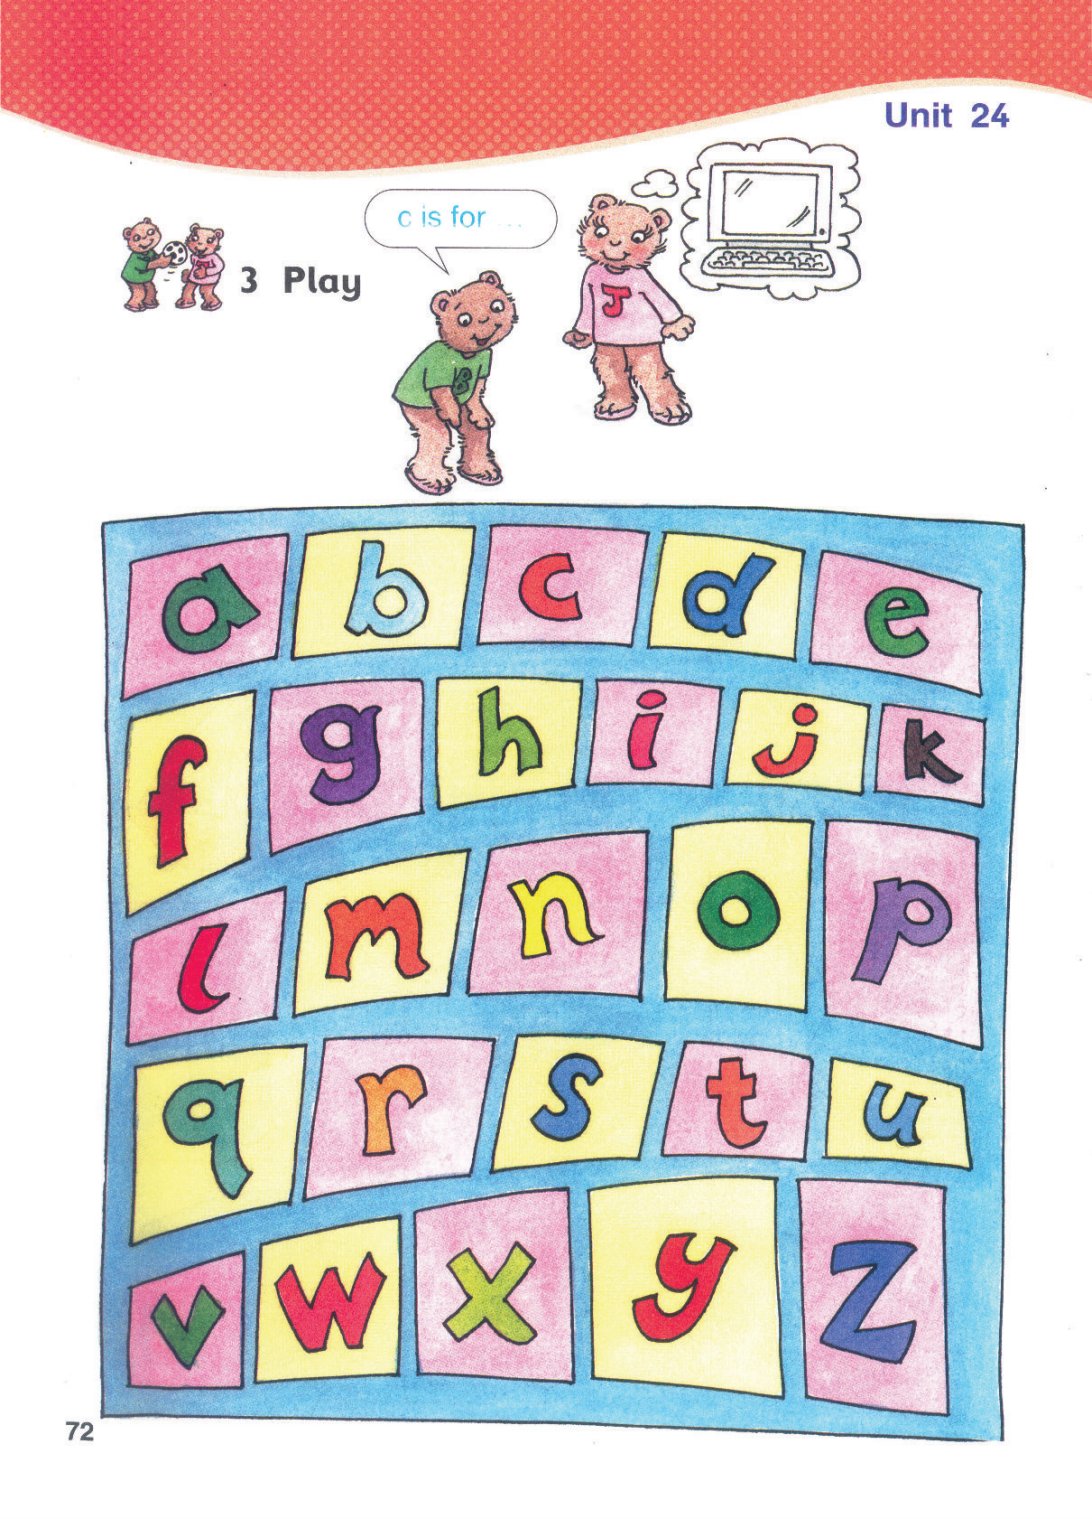 Unit 24
c is for ...
3 Play
J
B
a b c d e
f g h i j k
l m n o p
q r s t u
v w x y z
72